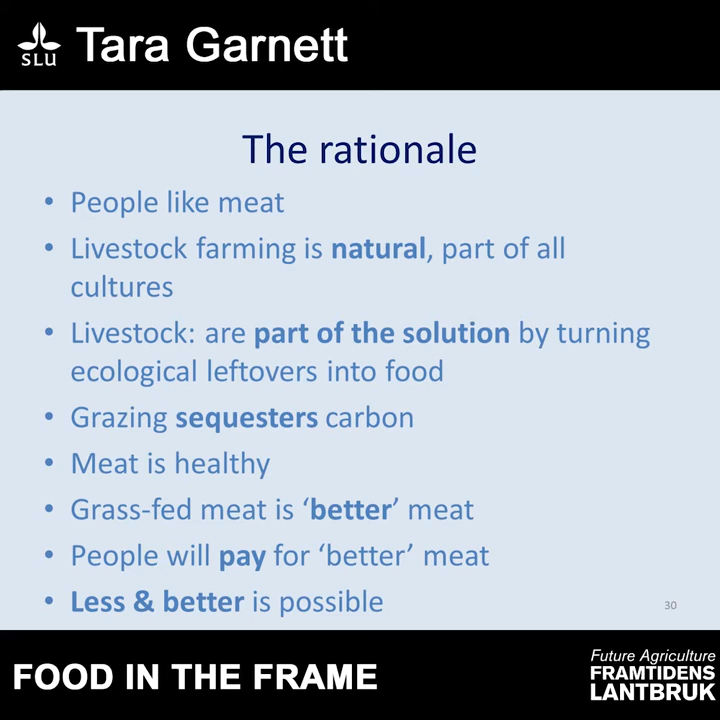 SLU
Tara Garnett
The rationale
• People like meat
• Livestock farming is natural, part of all
cultures
• Livestock: are part of the solution by turning
ecological leftovers into food
• Grazing sequesters carbon
• Meat is healthy
• Grass-fed meat is ‘better’ meat
• People will pay for ‘better’ meat
• Less & better is possible
30
FOOD IN THE FRAME
Future Agriculture
FRAMTIDENS
LANTBRUK